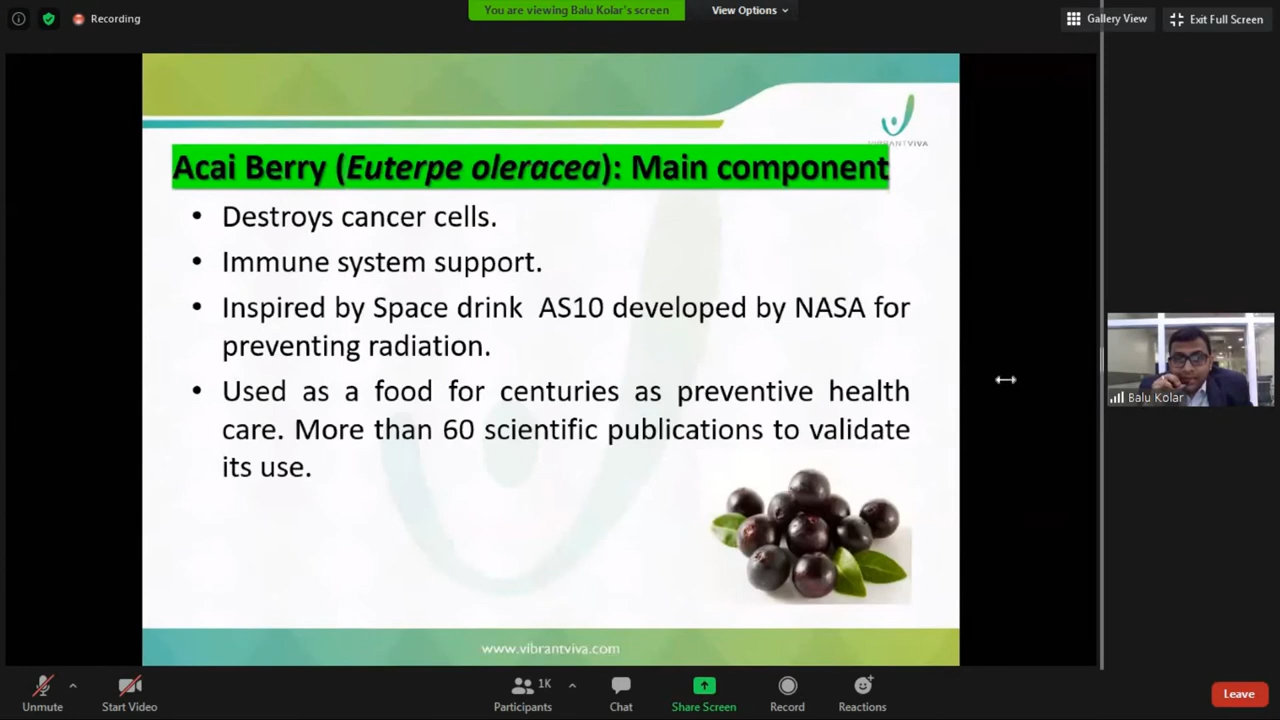 Recording
You are viewing Balu Kolar's screen
View Options
Gallery View
Exit Full Screen
VIBRANTVIVA
Acai Berry (Euterpe oleracea): Main component
• Destroys cancer cells.
• Immune system support.
• Inspired by Space drink AS10 developed by NASA for
preventing radiation.
• Used as a food for centuries as preventive health
care. More than 60 scientific publications to validate
its use.
Balu Kolar
www.vibrantviva.com
Unmute
Start Video
1K
Participants
Chat
Share Screen
Record
Reactions
Leave